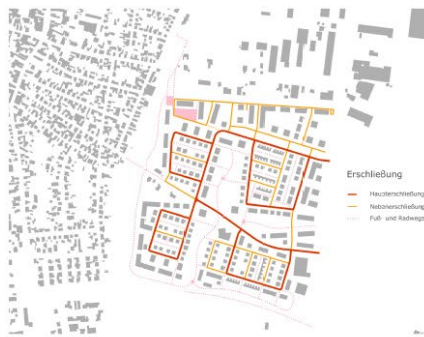 Erschließung
Haupterschließung
Nebenerschließung
Fuß- und Radwege